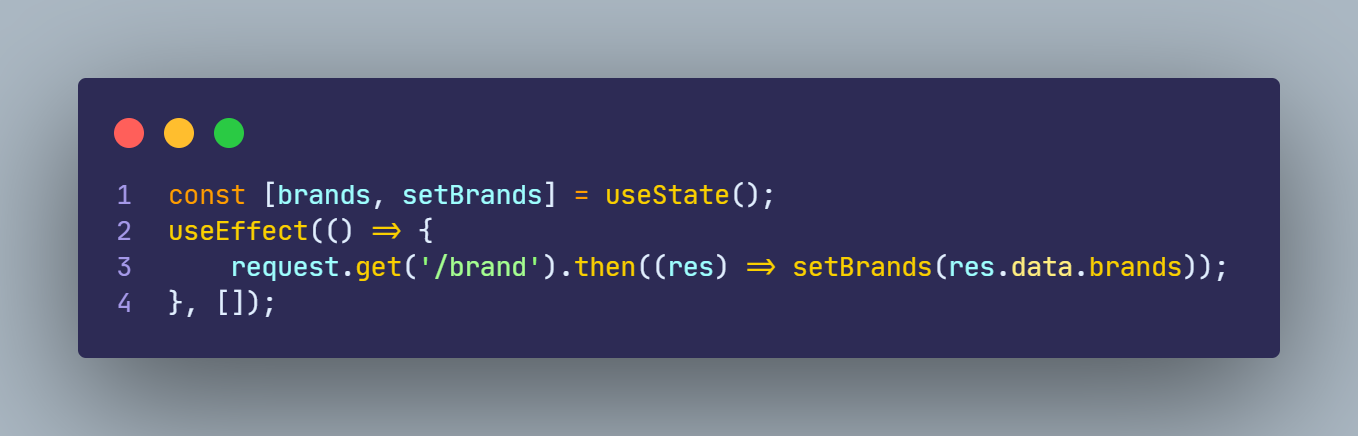 1 const [brands, setBrands] = useState();
2 useEffect(() => {
3     request.get('/brand').then((res) => setBrands(res.data.brands));
4 }, []);